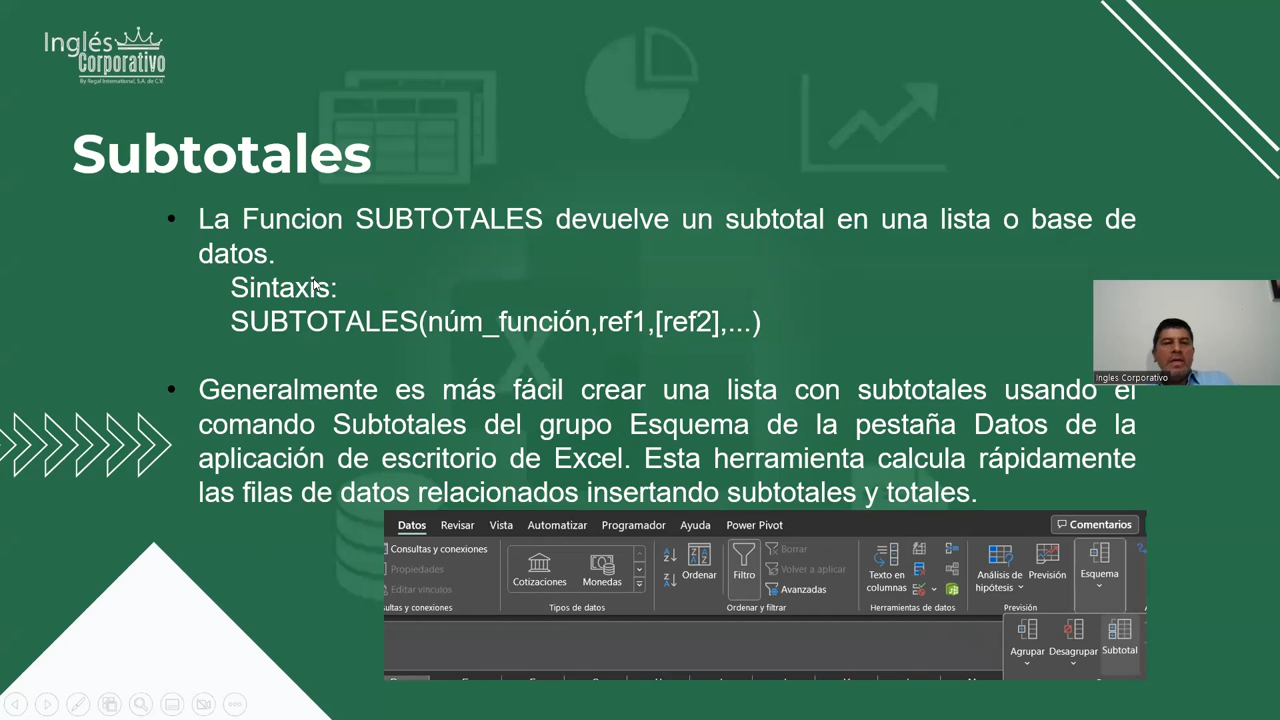 Inglés
Corporativo
By Regal International, S.A. de C.V.
Subtotales
• La Funcion SUBTOTALES devuelve un subtotal en una lista o base de
datos.
Sintaxis:
SUBTOTALES(núm_función,ref1,[ref2],...)
Ingles Corporativo
• Generalmente es más fácil crear una lista con subtotales usando el
comando Subtotales del grupo Esquema de la pestaña Datos de la
aplicación de escritorio de Excel. Esta herramienta calcula rápidamente
las filas de datos relacionados insertando subtotales y totales.
Datos Revisar Vista Automatizar Programador Ayuda Power Pivot Comentarios
Consultas y conexiones
Propiedades
Editar vínculos
sultas y conexiones
Cotizaciones Monedas
Tipos de datos
Ordenar
Filtro
Borrar
Volver a aplicar
Avanzadas
Ordenar y filtrar
Texto en
columnas
Herramientas de datos
Análisis de
hipótesis
Previsión
Previsión
Esquema
Agrupar Desagrupar Subtotal